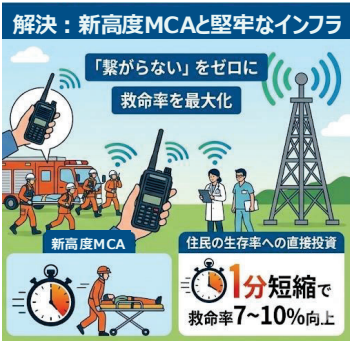 解決：新高度MCAと堅牢なインフラ
「繋がらない」をゼロに
救命率を最大化
新高度MCA
住民の生存率への直接投資
1分短縮で
救命率7~10%向上